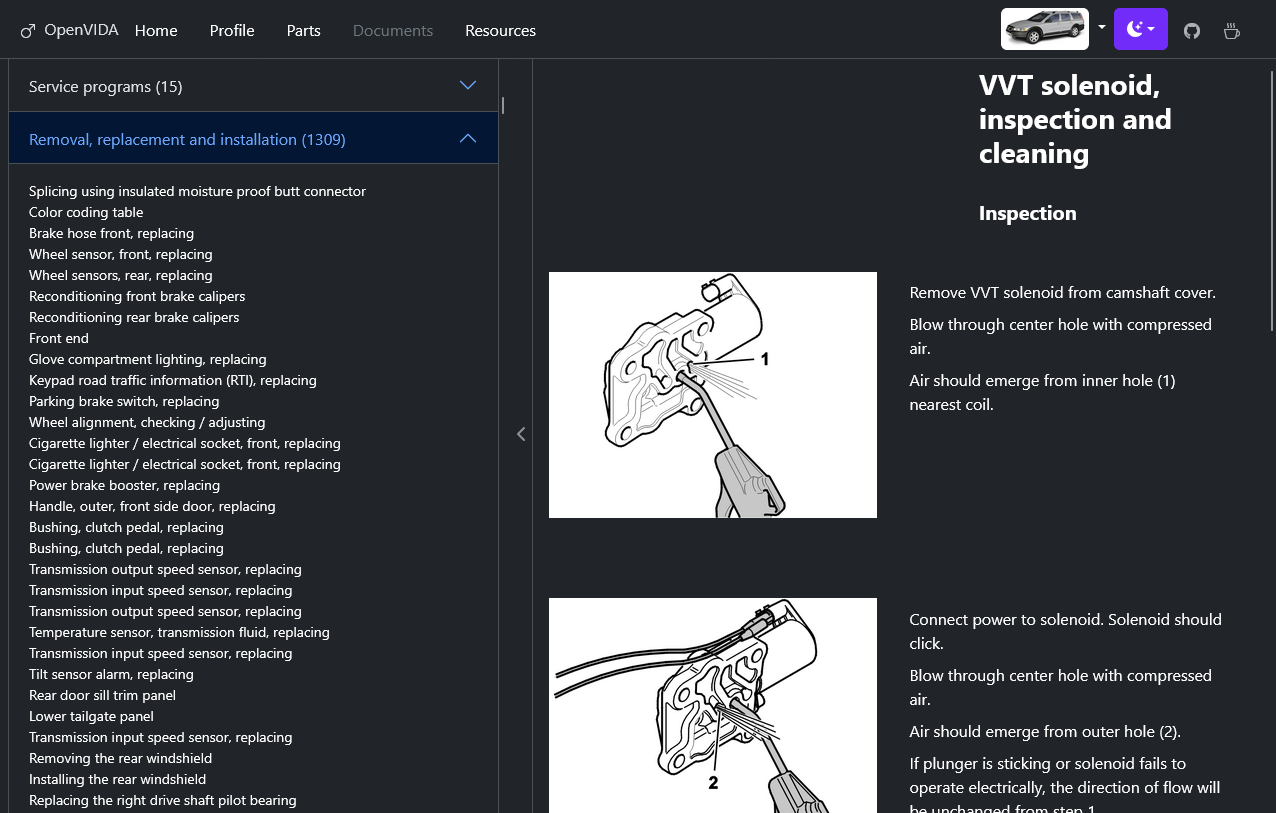 OpenVIDA Home Profile Parts Documents Resources
Service programs (15)
Removal, replacement and installation (1309)
Splicing using insulated moisture proof butt connector
Color coding table
Brake hose front, replacing
Wheel sensor, front, replacing
Wheel sensors, rear, replacing
Reconditioning front brake calipers
Reconditioning rear brake calipers
Front end
Glove compartment lighting, replacing
Keypad road traffic information (RTI), replacing
Parking brake switch, replacing
Wheel alignment, checking / adjusting
Cigarette lighter / electrical socket, front, replacing
Cigarette lighter / electrical socket, front, replacing
Power brake booster, replacing
Handle, outer, front side door, replacing
Bushing, clutch pedal, replacing
Bushing, clutch pedal, replacing
Transmission output speed sensor, replacing
Transmission input speed sensor, replacing
Transmission output speed sensor, replacing
Temperature sensor, transmission fluid, replacing
Transmission input speed sensor, replacing
Tilt sensor alarm, replacing
Rear door sill trim panel
Lower tailgate panel
Transmission input speed sensor, replacing
Removing the rear windshield
Installing the rear windshield
Replacing the right drive shaft pilot bearing
VVT solenoid,
inspection and
cleaning
Inspection
1
Remove VVT solenoid from camshaft cover.
Blow through center hole with compressed
air.
Air should emerge from inner hole (1)
nearest coil.
2
Connect power to solenoid. Solenoid should
click.
Blow through center hole with compressed
air.
Air should emerge from outer hole (2).
If plunger is sticking or solenoid fails to
operate electrically, the direction of flow will
be unchanged from step 1.